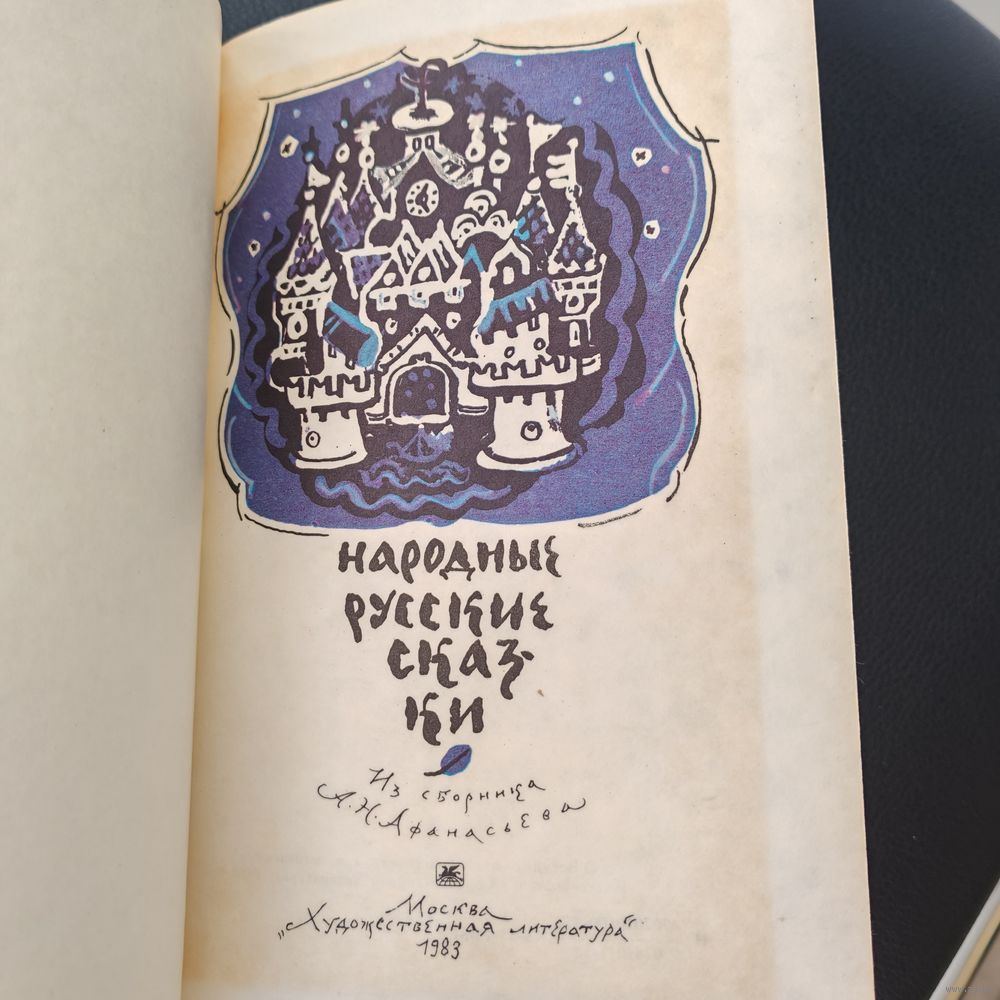 народные
русские
сказ-
ки
Из сборника
А.Н.Афанасьева
Москва
„Художественная литература“
1983